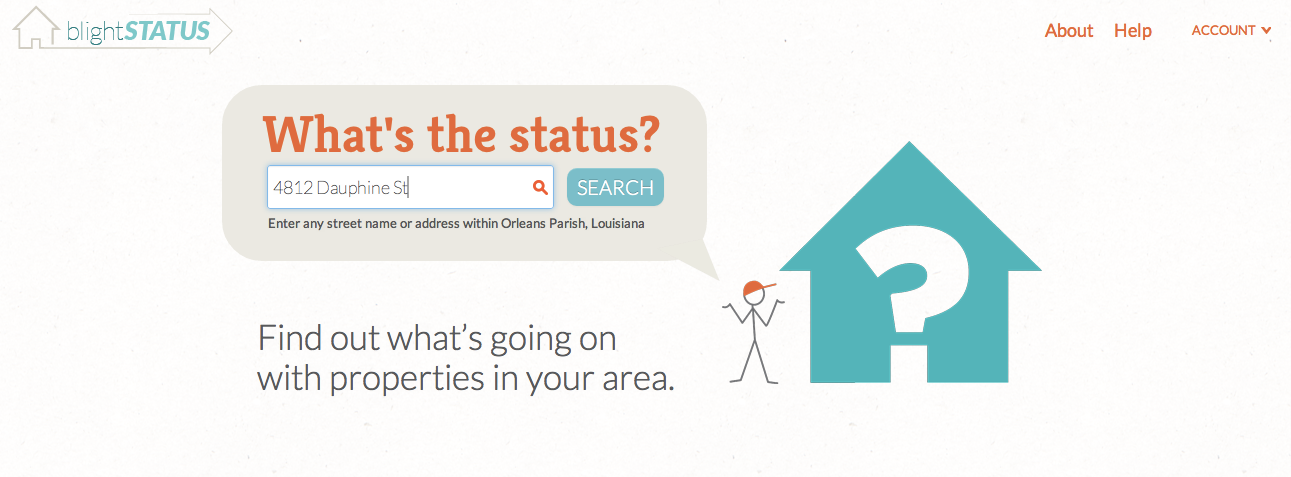 blightSTATUS
About Help ACCOUNT
What's the status?
4812 Dauphine St
SEARCH
Enter any street name or address within Orleans Parish, Louisiana
?
Find out what’s going on
with properties in your area.